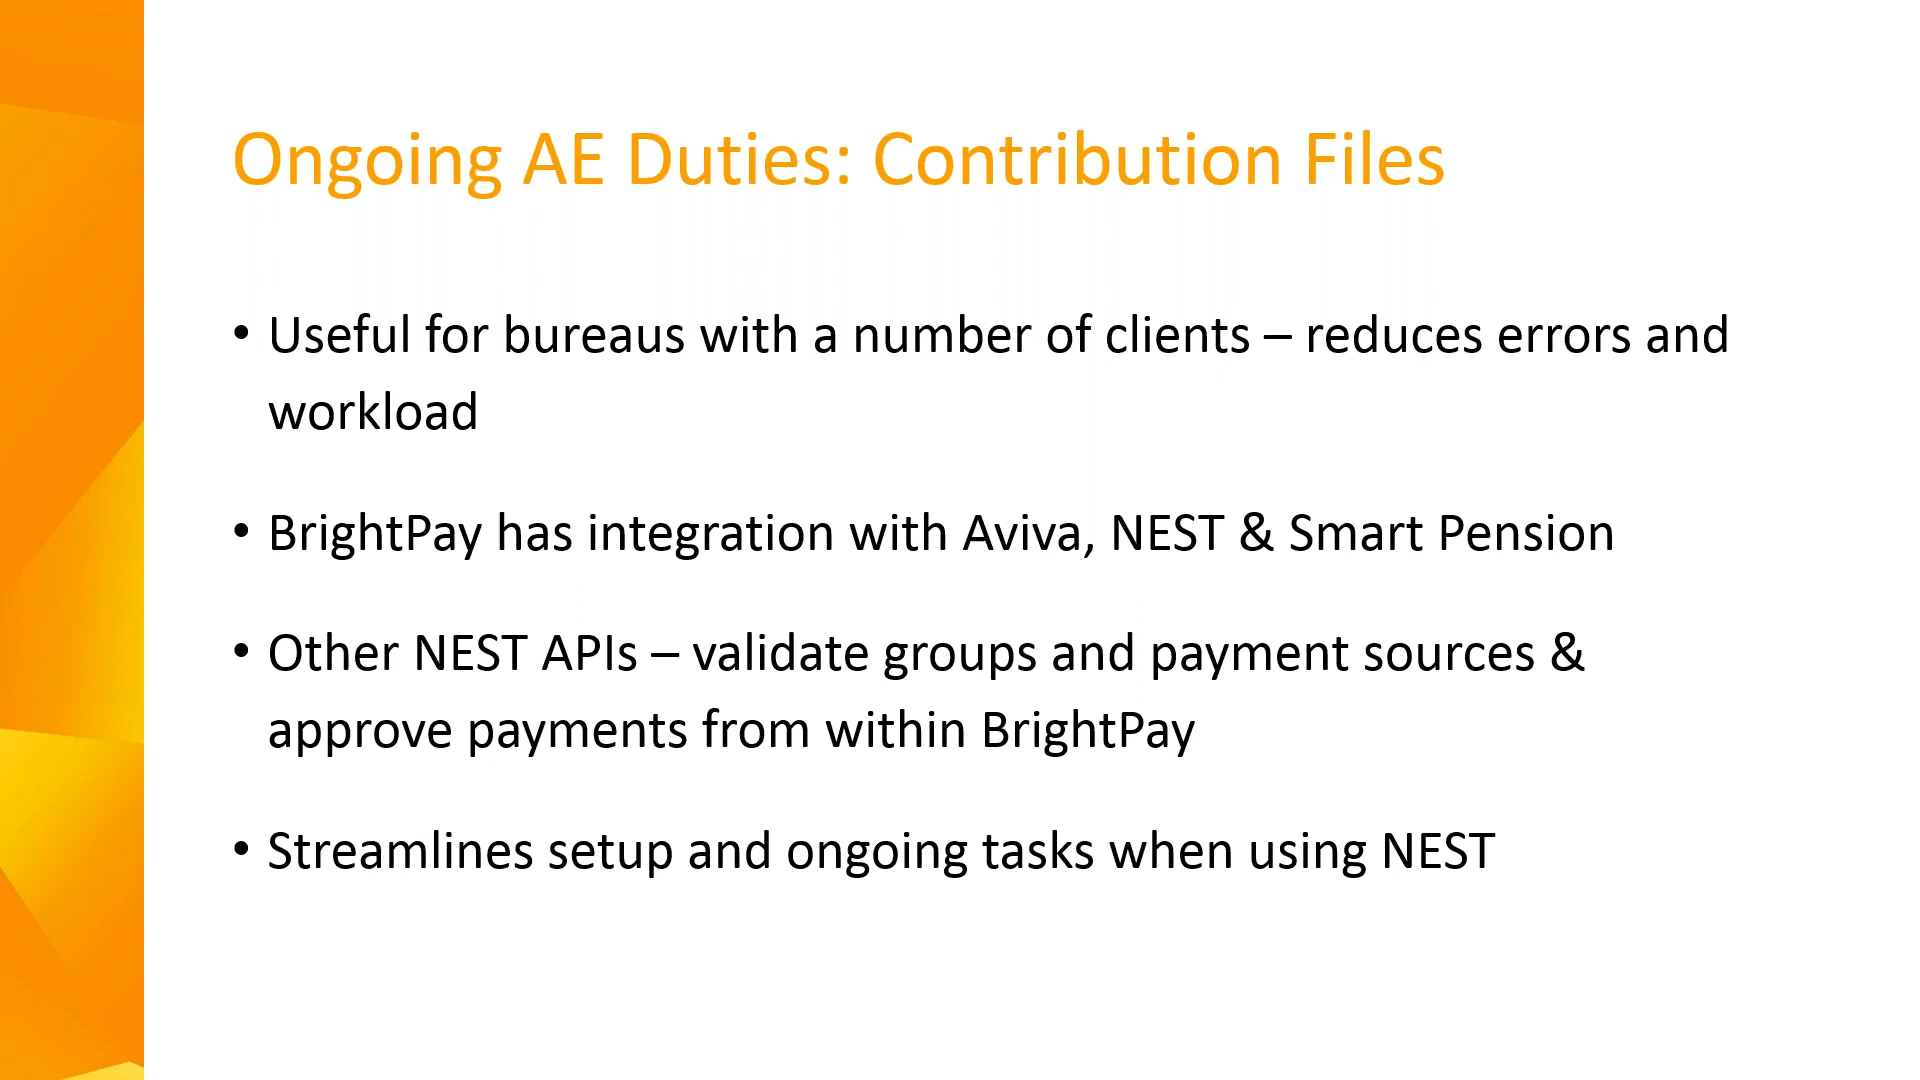 Ongoing AE Duties: Contribution Files
• Useful for bureaus with a number of clients – reduces errors and
workload
• BrightPay has integration with Aviva, NEST & Smart Pension
• Other NEST APIs – validate groups and payment sources &
approve payments from within BrightPay
• Streamlines setup and ongoing tasks when using NEST